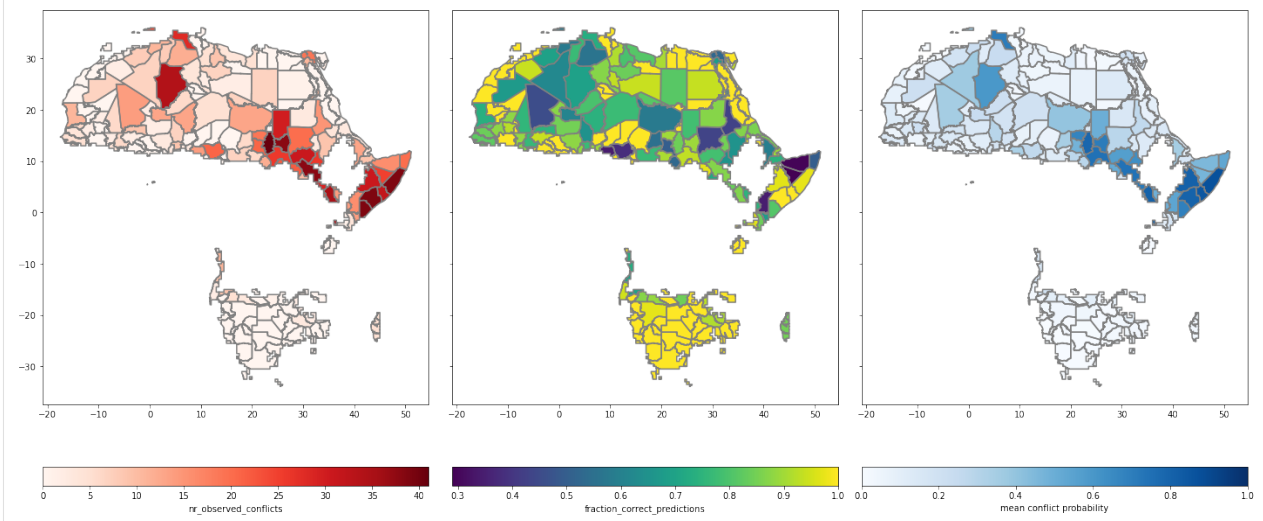 30
20
10
0
−10
−20
−30
−20 −10 0 10 20 30 40 50
−20 −10 0 10 20 30 40 50
−20 −10 0 10 20 30 40 50
0 5 10 15 20 25 30 35 40
nr_observed_conflicts
0.3 0.4 0.5 0.6 0.7 0.8 0.9 1.0
fraction_correct_predictions
0.0 0.2 0.4 0.6 0.8 1.0
mean conflict probability